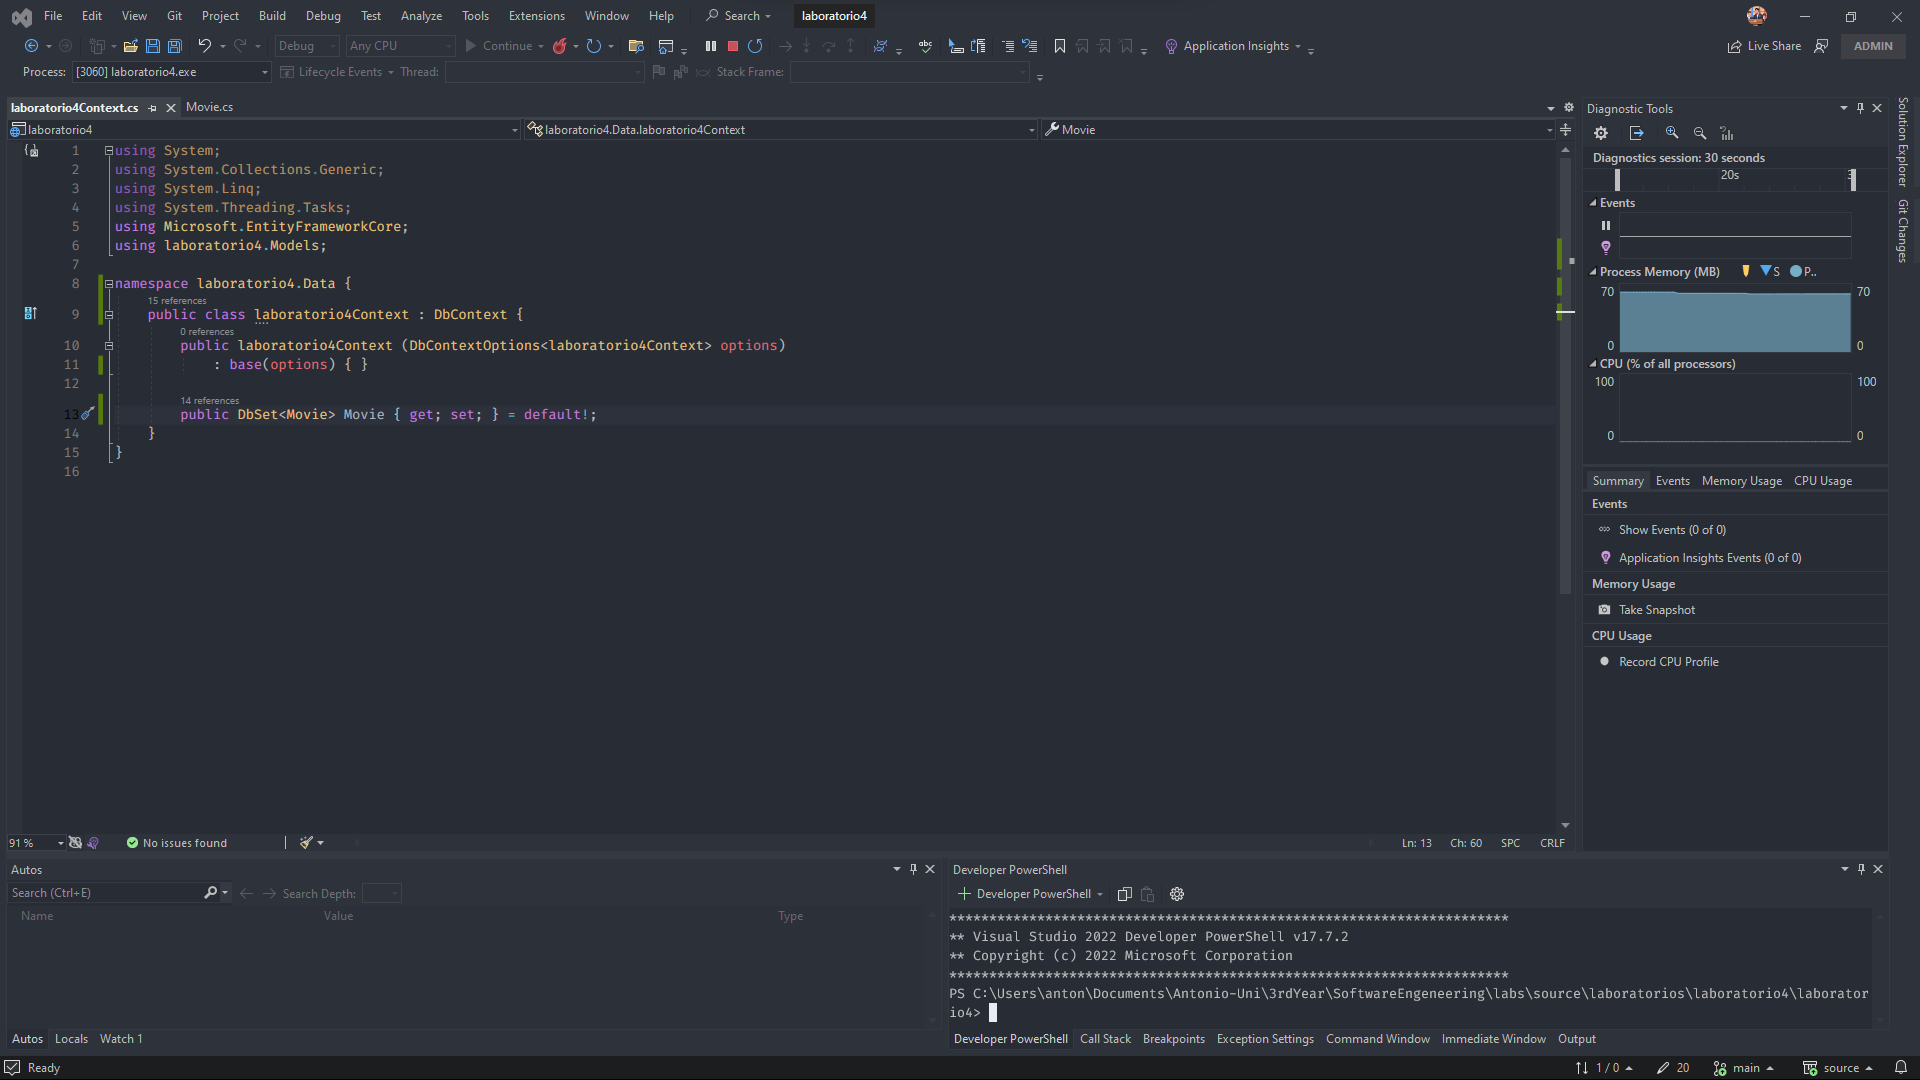 File Edit View Git Project Build Debug Test Analyze Tools Extensions Window Help Search laboratorio4
Debug Any CPU Continue Application Insights Live Share ADMIN
Process: [3060] laboratorio4.exe Lifecycle Events Thread: Stack Frame:
laboratorio4Context.cs Movie.cs
laboratorio4 laboratorio4.Data.laboratorio4Context Movie
1 using System;
2 using System.Collections.Generic;
3 using System.Linq;
4 using System.Threading.Tasks;
5 using Microsoft.EntityFrameworkCore;
6 using laboratorio4.Models;
7
8 namespace laboratorio4.Data {
15 references
9 public class laboratorio4Context : DbContext {
0 references
10 public laboratorio4Context (DbContextOptions<laboratorio4Context> options)
11 : base(options) { }
12
14 references
13 public DbSet<Movie> Movie { get; set; } = default!;
14 }
15 }
16
91 % No issues found Ln: 13 Ch: 60 SPC CRLF
Diagnostic Tools
Diagnostics session: 30 seconds
20s
Events
Process Memory (MB) S P..
70 70
0 0
CPU (% of all processors)
100 100
0 0
Summary Events Memory Usage CPU Usage
Events
Show Events (0 of 0)
Application Insights Events (0 of 0)
Memory Usage
Take Snapshot
CPU Usage
Record CPU Profile
Solution Explorer
Git Changes
Autos
Search (Ctrl+E) Search Depth:
Name Value Type
Autos Locals Watch 1
Developer PowerShell
Developer PowerShell
**********************************************************************
** Visual Studio 2022 Developer PowerShell v17.7.2
** Copyright (c) 2022 Microsoft Corporation
**********************************************************************
PS C:\Users\anton\Documents\Antonio-Uni\3rdYear\SoftwareEngeneering\labs\source\laboratorios\laboratorio4\laborator
io4>
Developer PowerShell Call Stack Breakpoints Exception Settings Command Window Immediate Window Output
Ready 1 / 0 20 main source